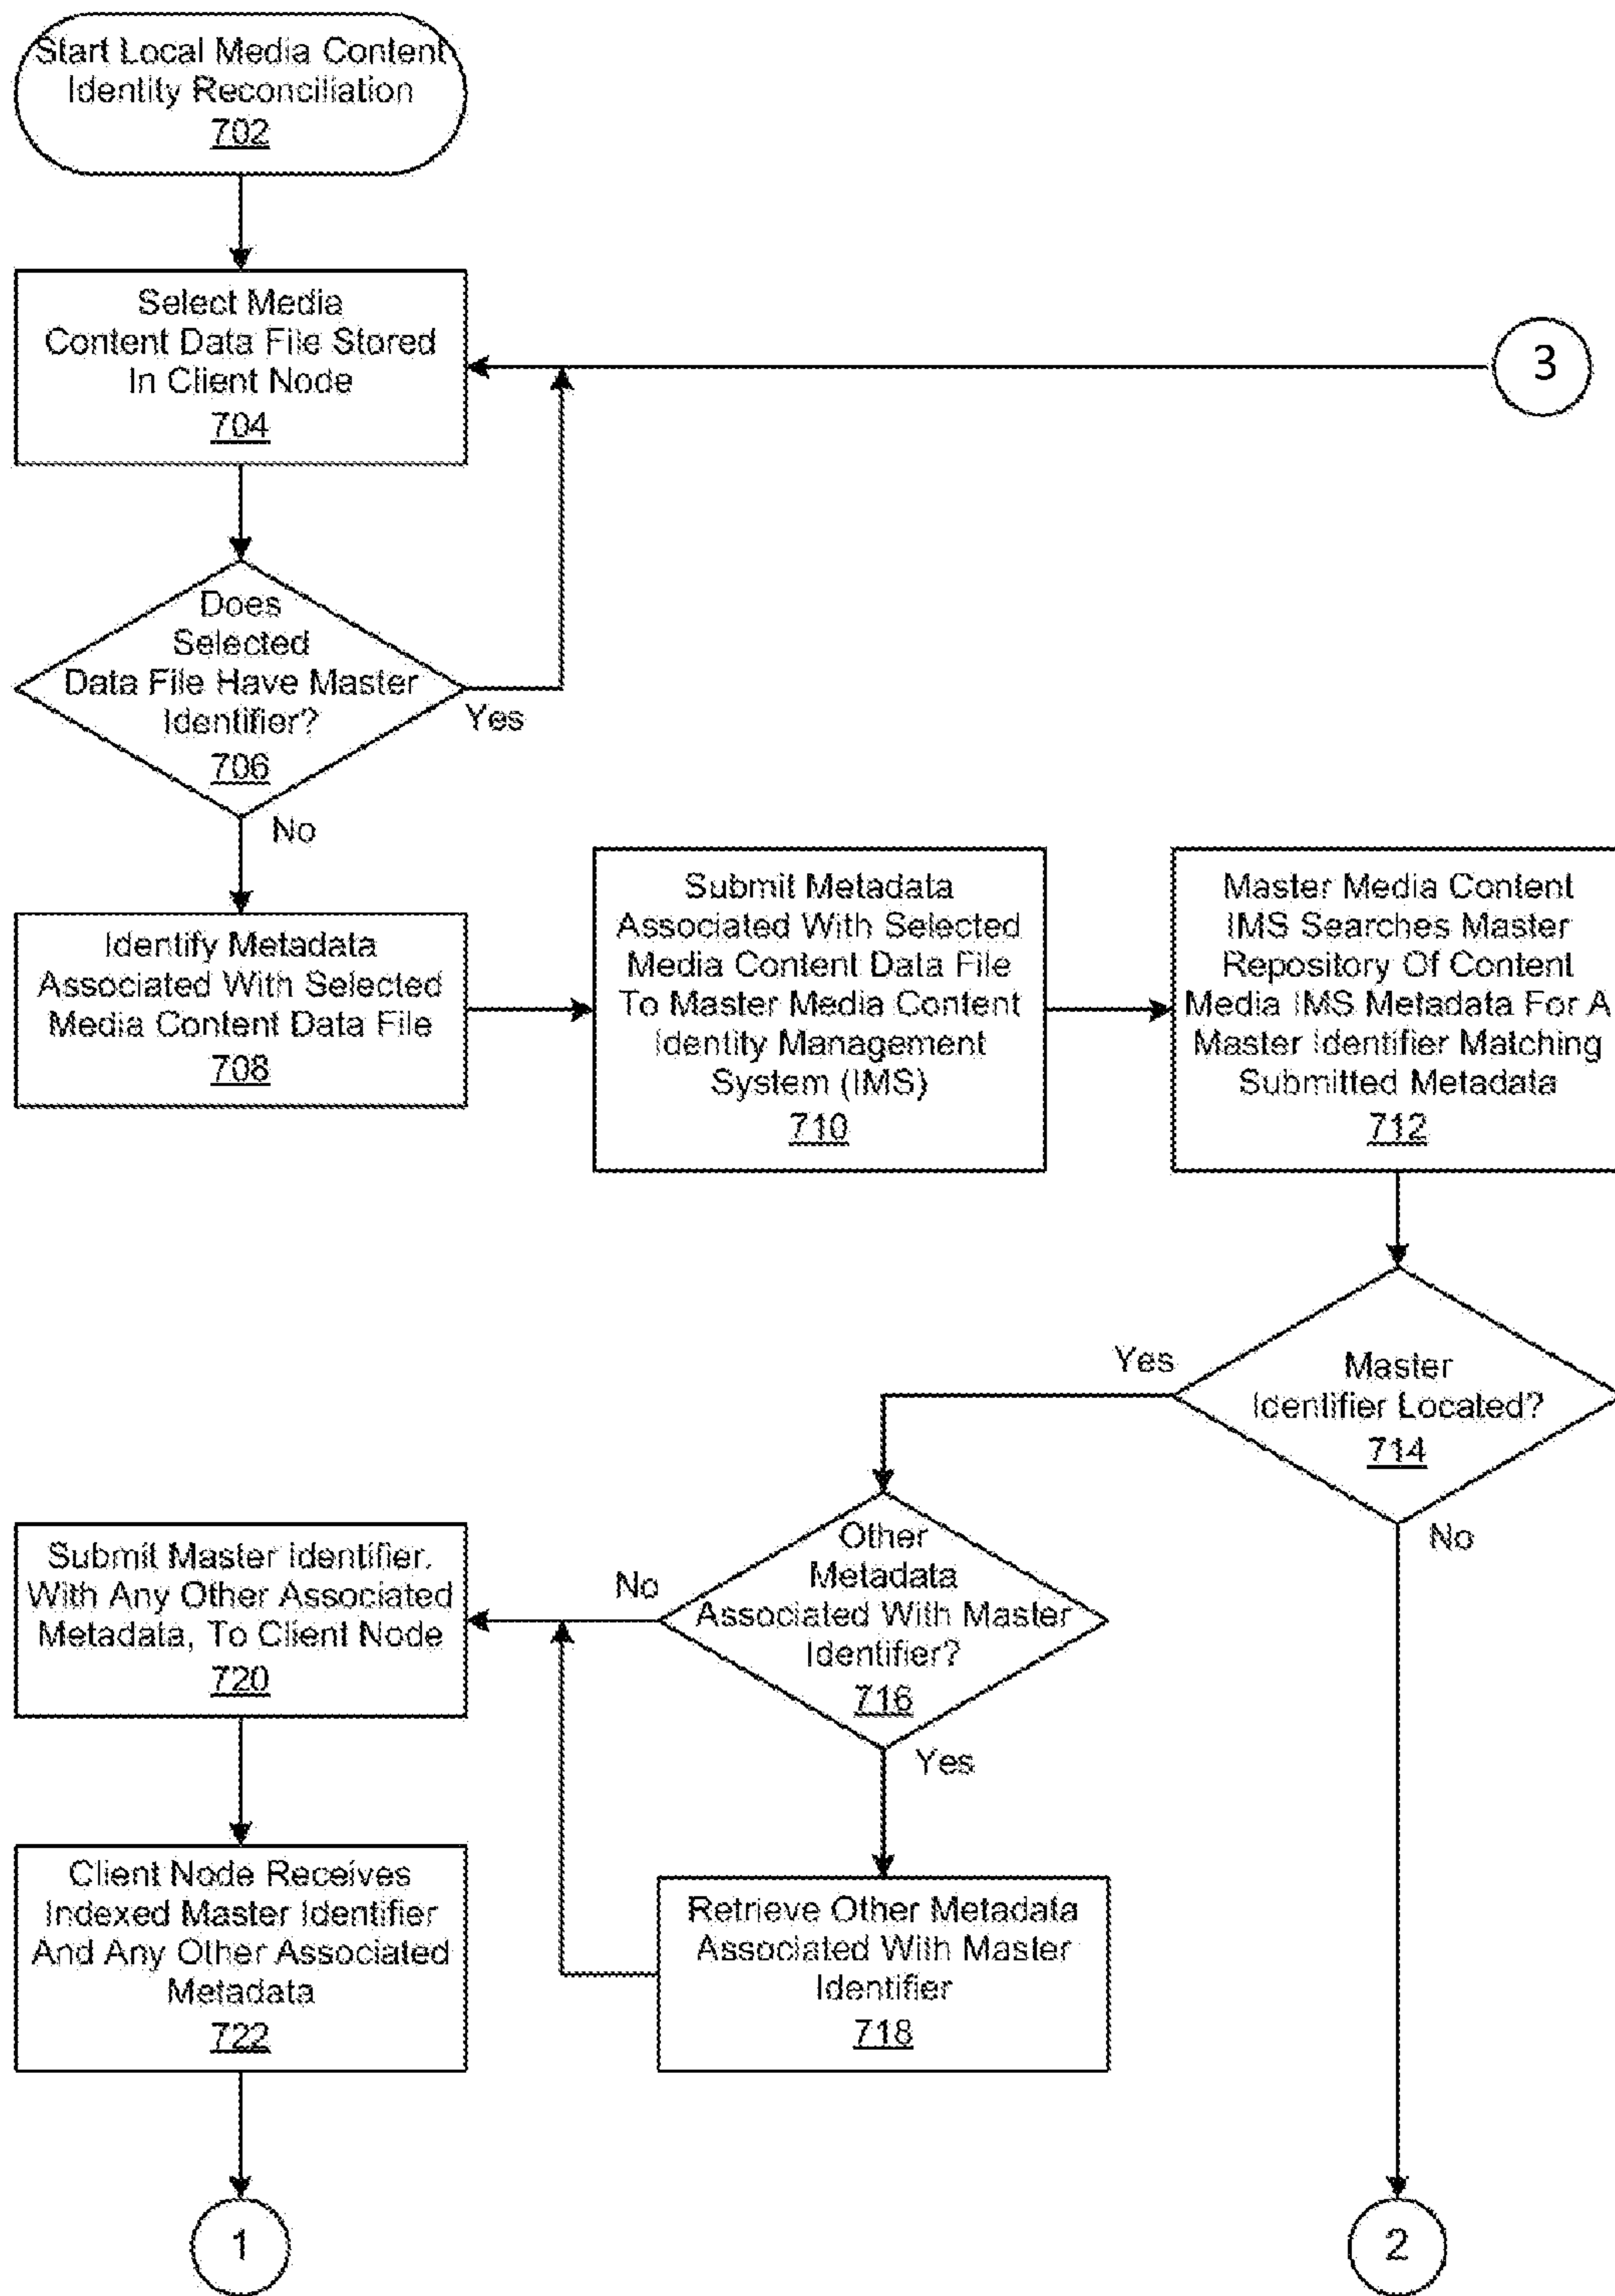 Start Local Media Content
Identity Reconciliation
702
Select Media
Content Data File Stored
In Client Node
704
3
Does
Selected
Data File Have Master
Identifier?
706
Yes
No
Identify Metadata
Associated With Selected
Media Content Data File
708
Submit Metadata
Associated With Selected
Media Content Data File
To Master Media Content
Identity Management
System (IMS)
710
Master Media Content
IMS Searches Master
Repository Of Content
Media IMS Metadata For A
Master Identifier Matching
Submitted Metadata
712
Master
Identifier Located?
714
Yes
No
Other
Metadata
Associated With Master
Identifier?
716
No
Yes
Retrieve Other Metadata
Associated With Master
Identifier
718
Submit Master Identifier.
With Any Other Associated
Metadata, To Client Node
720
Client Node Receives
Indexed Master Identifier
And Any Other Associated
Metadata
722
1
2